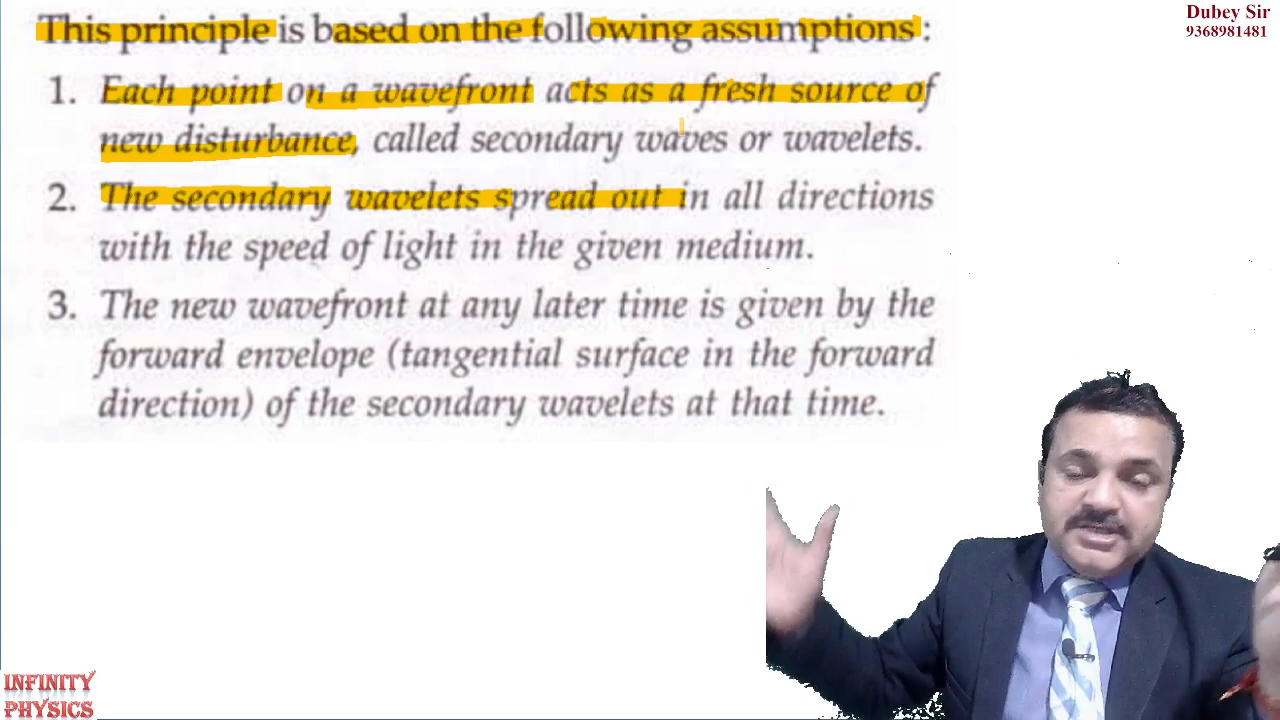 This principle is based on the following assumptions :
1. Each point on a wavefront acts as a fresh source of
new disturbance, called secondary waves or wavelets.
2. The secondary wavelets spread out in all directions
with the speed of light in the given medium.
3. The new wavefront at any later time is given by the
forward envelope (tangential surface in the forward
direction) of the secondary wavelets at that time.
Dubey Sir
9368981481
INFINITY
PHYSICS